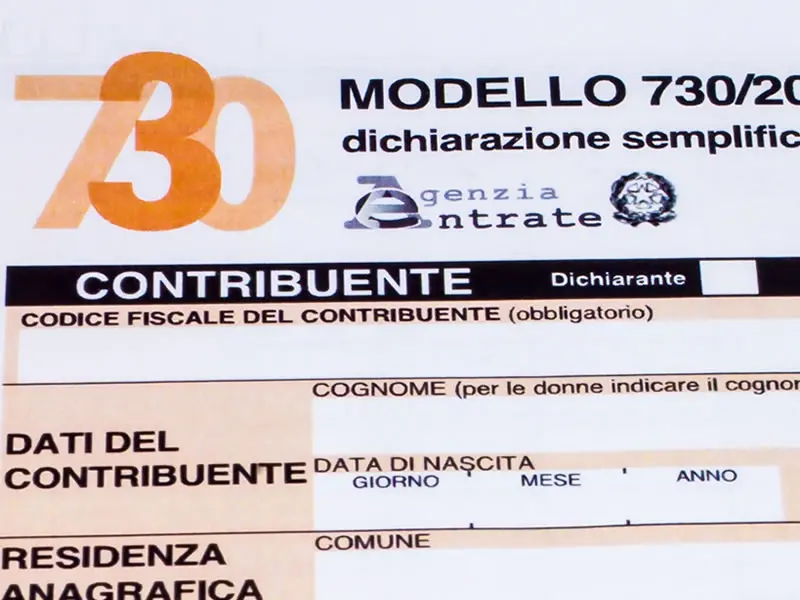 730
MODELLO 730/20
dichiarazione semplific
Agenzia
Entrate
CONTRIBUENTE Dichiarante
CODICE FISCALE DEL CONTRIBUENTE (obbligatorio)
COGNOME (per le donne indicare il cognom
DATI DEL
CONTRIBUENTE
DATA DI NASCITA
GIORNO MESE ANNO
RESIDENZA
ANAGRAFICA
COMUNE